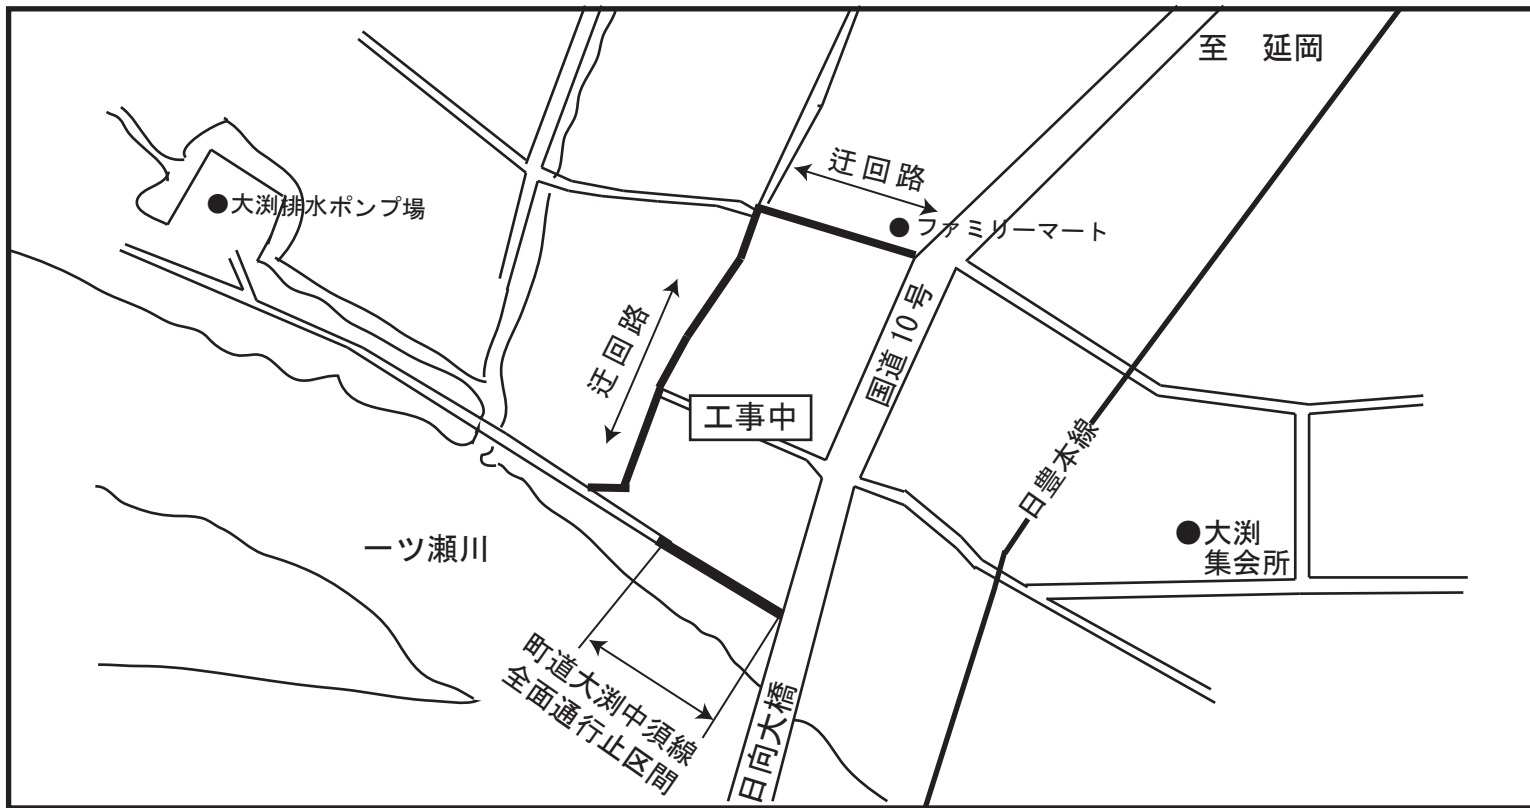 至　延岡
迂回路
ファミリーマート
大渕排水ポンプ場
国道10号
迂回路
工事中
日豊本線
大渕
集会所
一ツ瀬川
町道大渕中須線
全面通行止区間
日向大橋